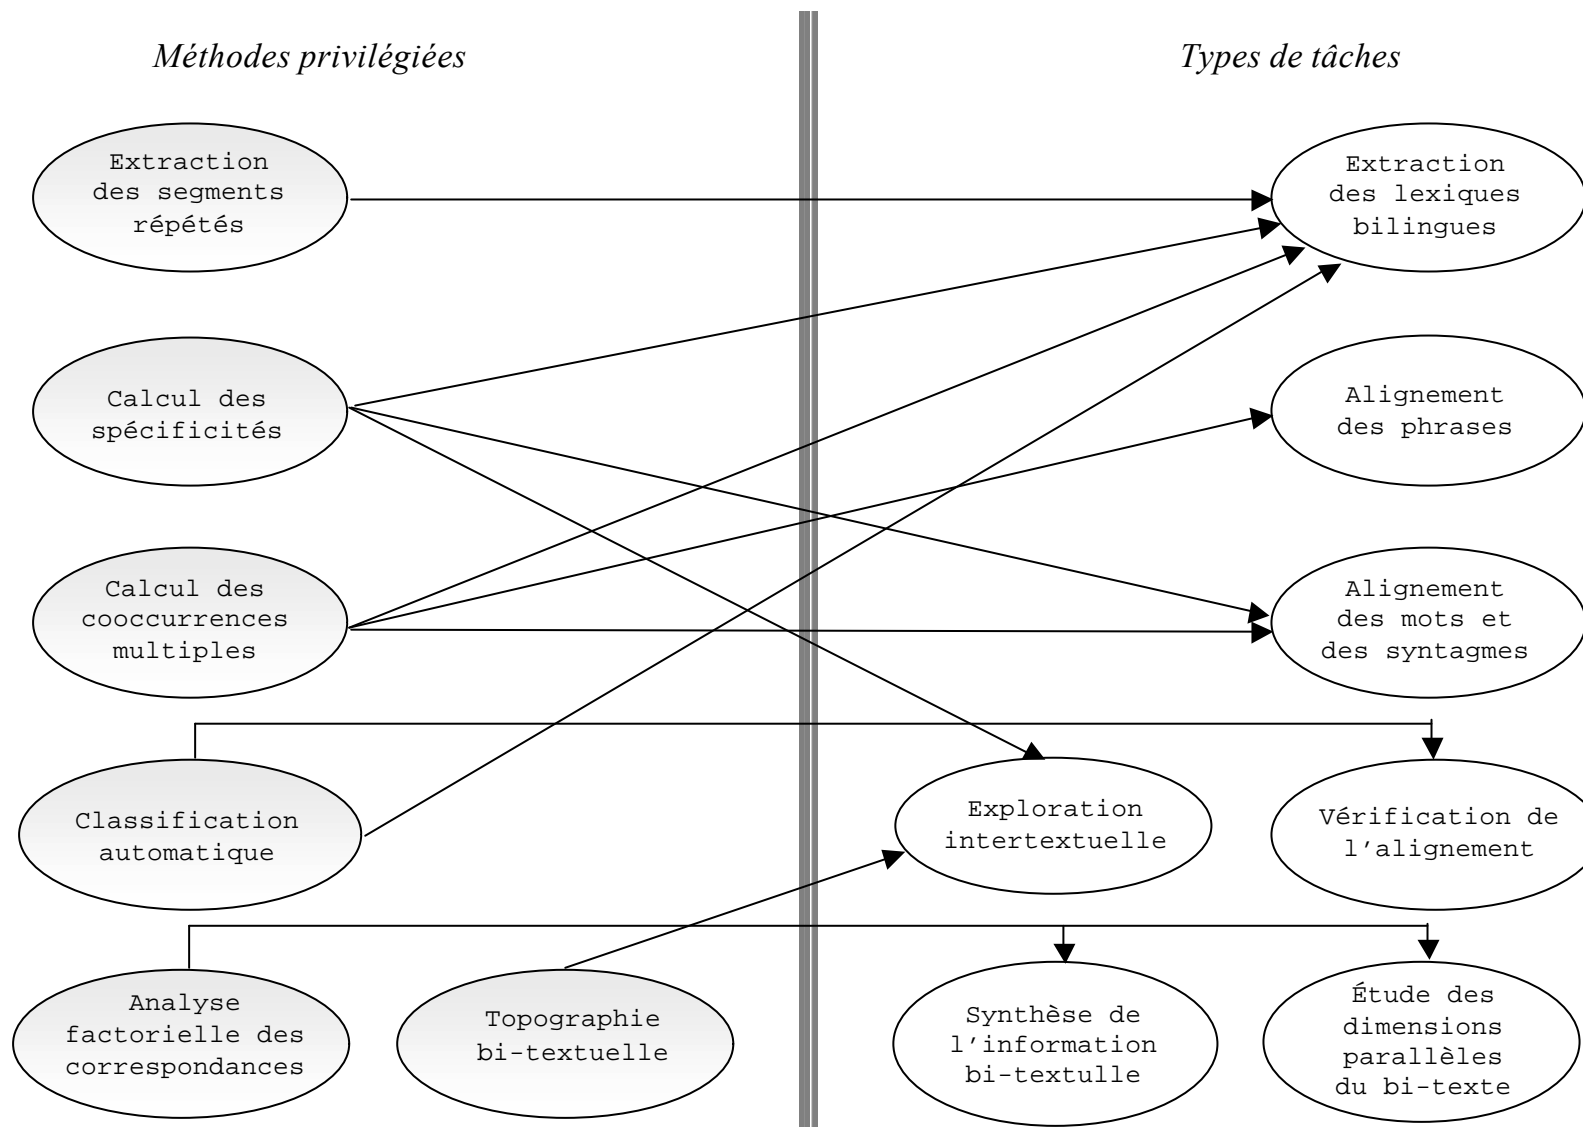 Méthodes privilégiées
Types de tâches
Extraction
des segments
répétés
Extraction
des lexiques
bilingues
Calcul des
spécificités
Alignement
des phrases
Calcul des
cooccurrences
multiples
Alignement
des mots et
des syntagmes
Classification
automatique
Exploration
intertextuelle
Vérification de
l'alignement
Analyse
factorielle des
correspondances
Topographie
bi-textuelle
Synthèse de
l'information
bi-textulle
Étude des
dimensions
parallèles
du bi-texte